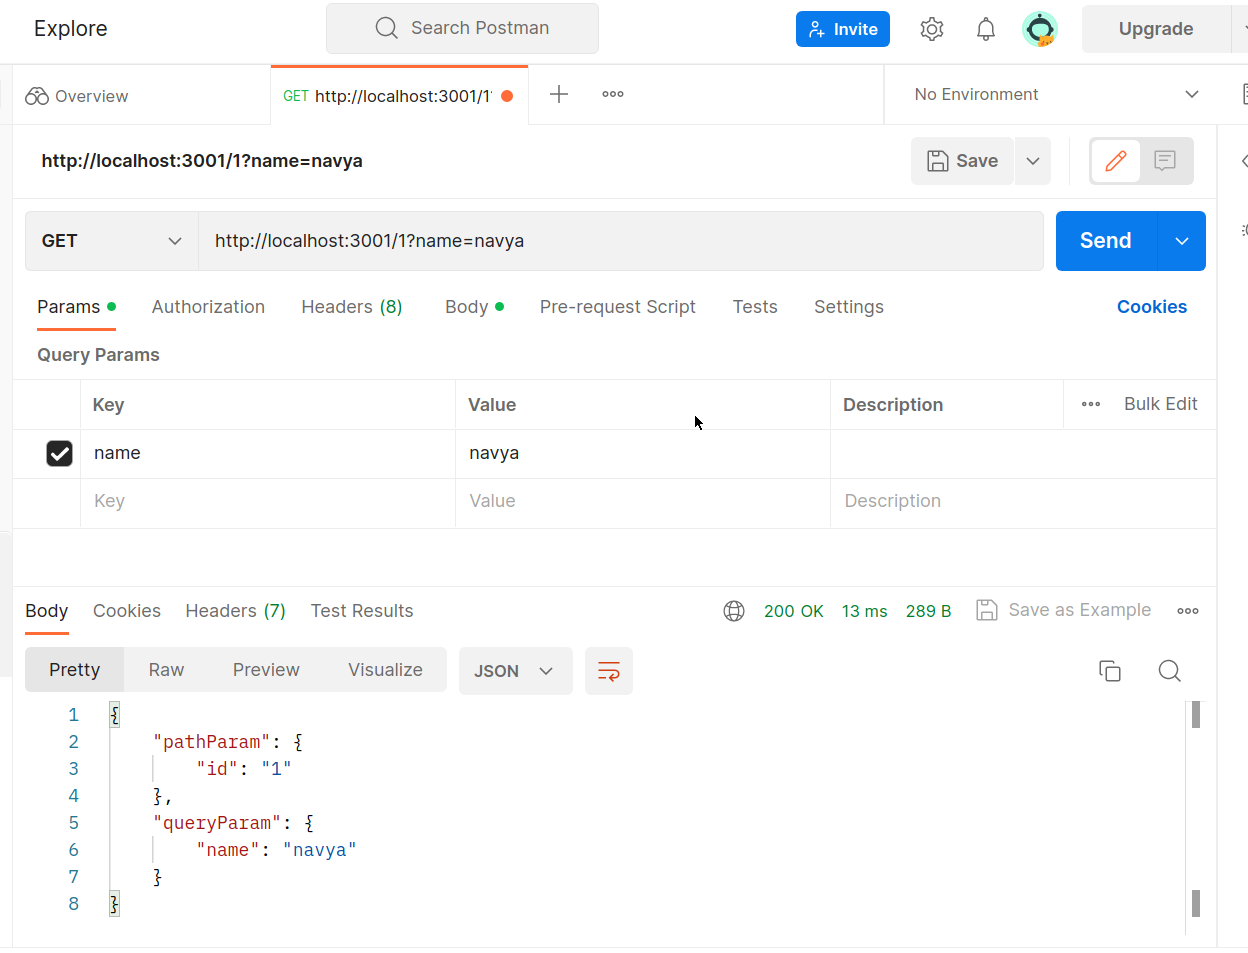 Explore
Search Postman
Invite
Upgrade
Overview
GET http://localhost:3001/1
No Environment
http://localhost:3001/1?name=navya
Save
GET
http://localhost:3001/1?name=navya
Send
Params
Authorization
Headers (8)
Body
Pre-request Script
Tests
Settings
Cookies
Query Params
Key
Value
Description
Bulk Edit
name
navya
Key
Value
Description
Body
Cookies
Headers (7)
Test Results
200 OK
13 ms
289 B
Save as Example
Pretty
Raw
Preview
Visualize
JSON
1 {
2 "pathParam": {
3 "id": "1"
4 },
5 "queryParam": {
6 "name": "navya"
7 }
8 }